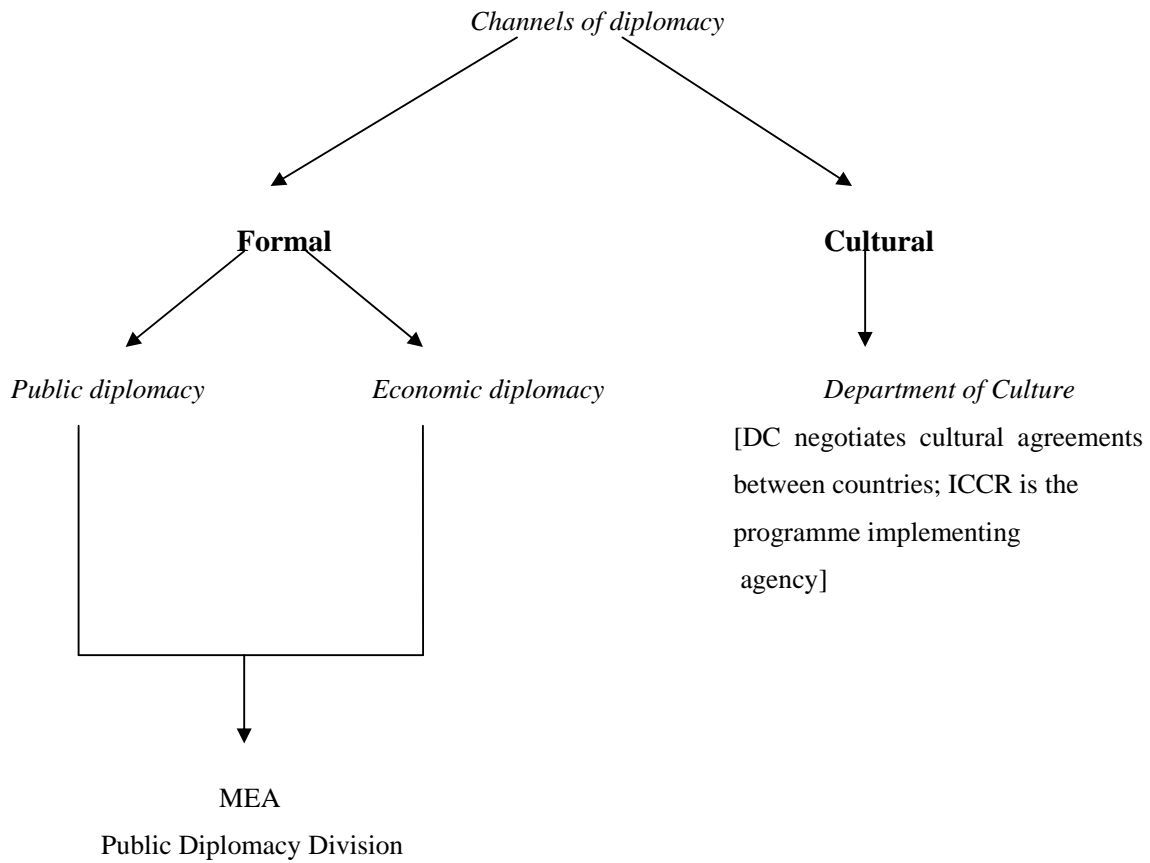 Channels of diplomacy
Formal
Cultural
Public diplomacy
Economic diplomacy
Department of Culture
[DC negotiates cultural agreements
between countries; ICCR is the
programme implementing
agency]
MEA
Public Diplomacy Division